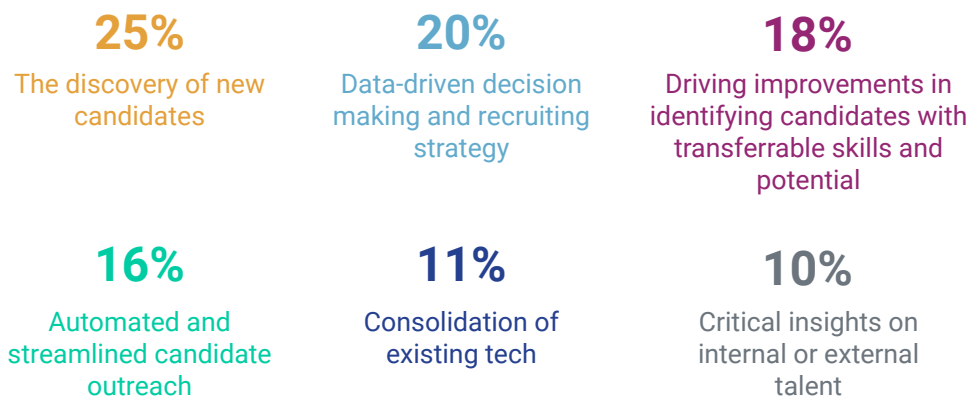 25%
The discovery of new
candidates
20%
Data-driven decision
making and recruiting
strategy
18%
Driving improvements in
identifying candidates with
transferrable skills and
potential
16%
Automated and
streamlined candidate
outreach
11%
Consolidation of
existing tech
10%
Critical insights on
internal or external
talent